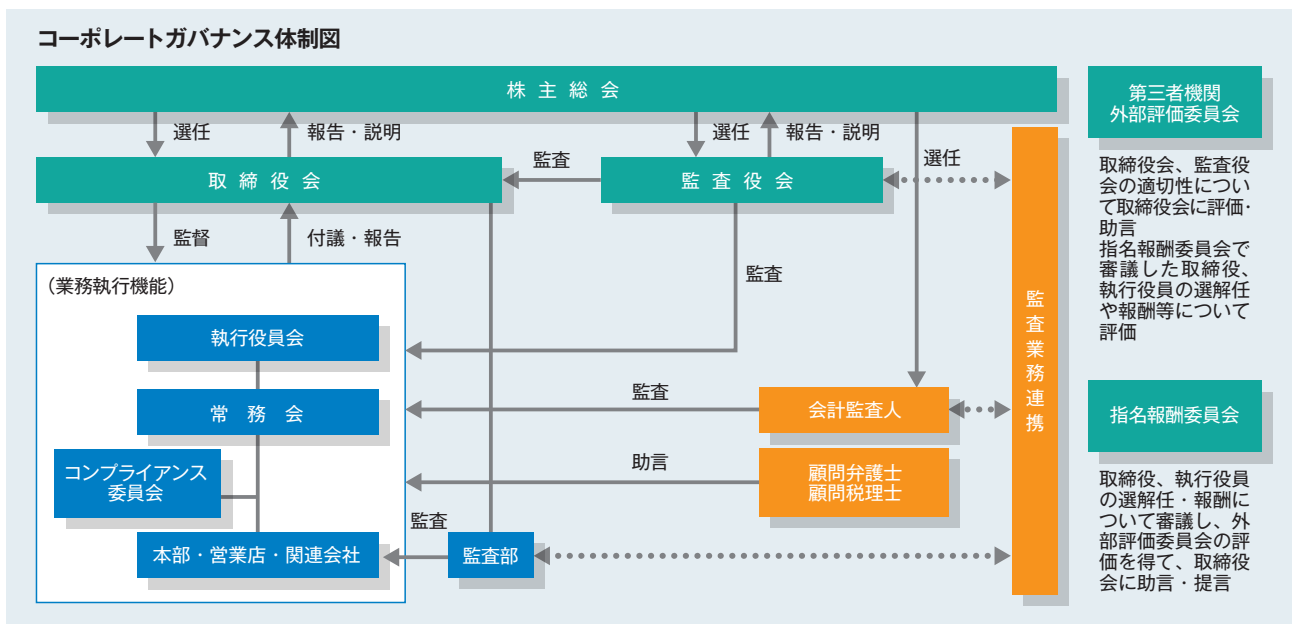 コーポレートガバナンス体制図
株主総会
選任
報告・説明
選任
報告・説明
選任
取締役会
監査
監査役会
監督
付議・報告
監査
(業務執行機能)
執行役員会
常務会
コンプライアンス
委員会
本部・営業店・関連会社
監査
会計監査人
助言
顧問弁護士
顧問税理士
監査
監査部
監査業務連携
第三者機関
外部評価委員会
取締役会、監査役
会の適切性につい
て取締役会に評価・
助言
指名報酬委員会で
審議した取締役、
執行役員の選解任
や報酬等について
評価
指名報酬委員会
取締役、執行役員
の選解任・報酬に
ついて審議し、外
部評価委員会の評
価を得て、取締役
会に助言・提言